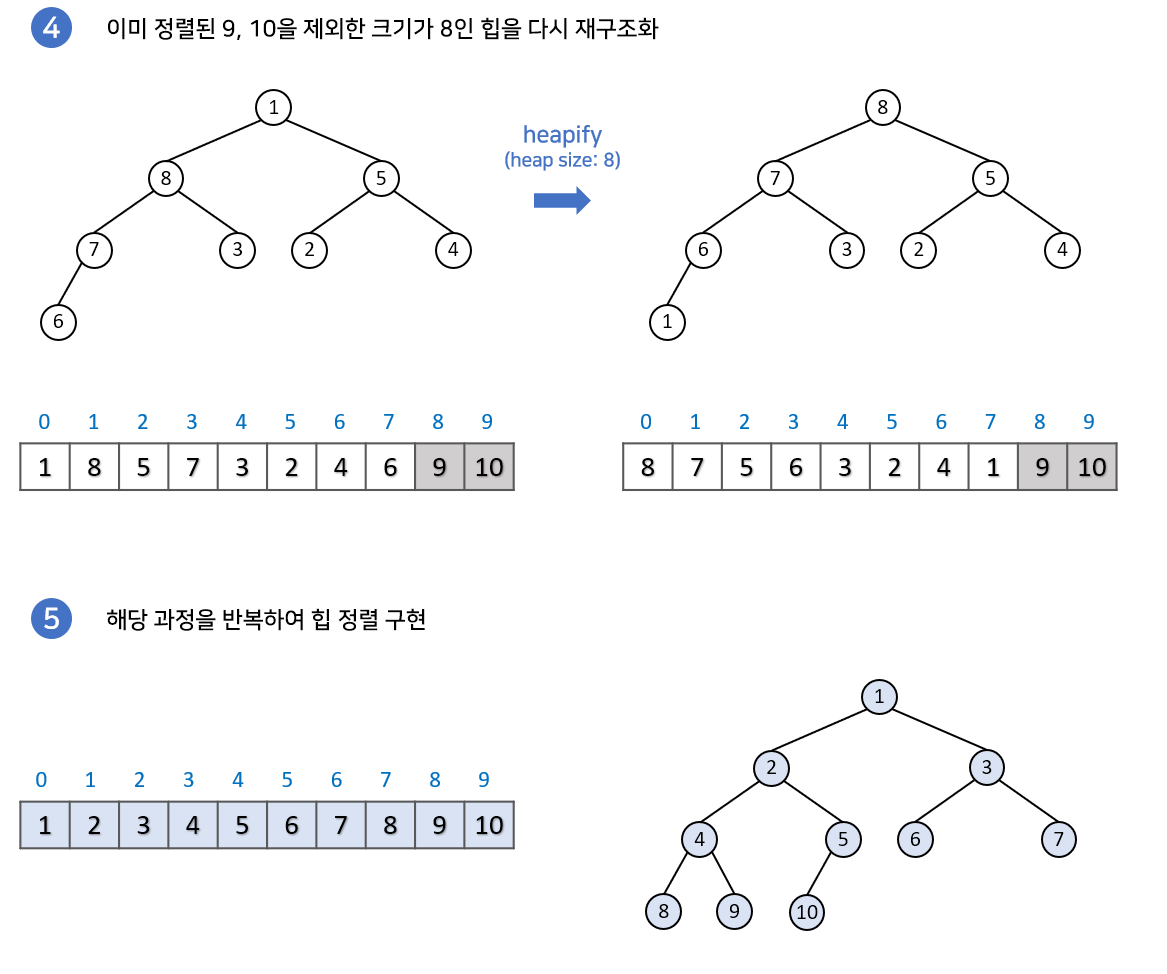 4 이미 정렬된 9, 10을 제외한 크기가 8인 힙을 다시 재구조화
1 8
8 5 heapify 7 5
(heap size: 8)
7 3 2 4 6 3 2 4
6 1
0 1 2 3 4 5 6 7 8 9 0 1 2 3 4 5 6 7 8 9
1 8 5 7 3 2 4 6 9 10 8 7 5 6 3 2 4 1 9 10
5 해당 과정을 반복하여 힙 정렬 구현
1
2 3
0 1 2 3 4 5 6 7 8 9
1 2 3 4 5 6 7 8 9 10
4 5 6 7
8 9 10